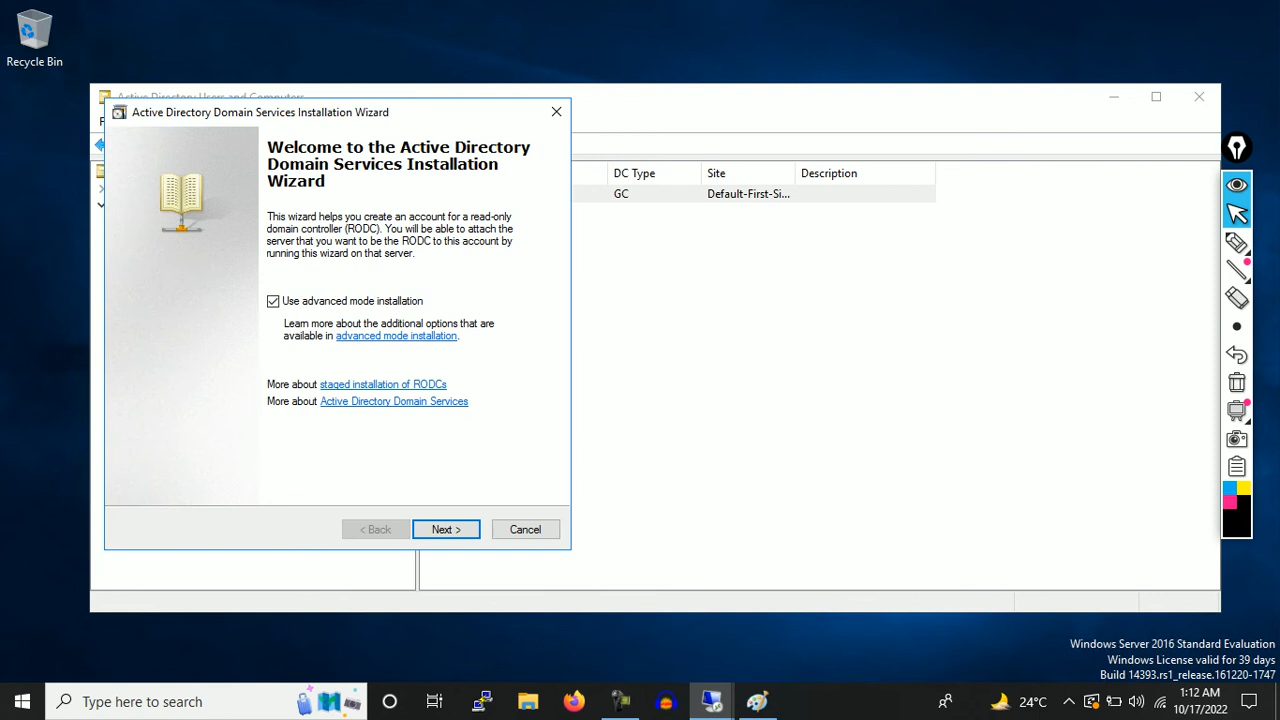 Recycle Bin
Active Directory Users and Computers
Active Directory Domain Services Installation Wizard
Welcome to the Active Directory
Domain Services Installation
Wizard
This wizard helps you create an account for a read-only
domain controller (RODC). You will be able to attach the
server that you want to be the RODC to this account by
running this wizard on that server.
Use advanced mode installation
Learn more about the additional options that are
available in advanced mode installation.
More about staged installation of RODCs
More about Active Directory Domain Services
< Back
Next >
Cancel
DC Type
Site
Description
GC
Default-First-Si...
Windows Server 2016 Standard Evaluation
Windows License valid for 39 days
Build 14393.rs1_release.161220-1747
Type here to search
24°C
1:12 AM
10/17/2022